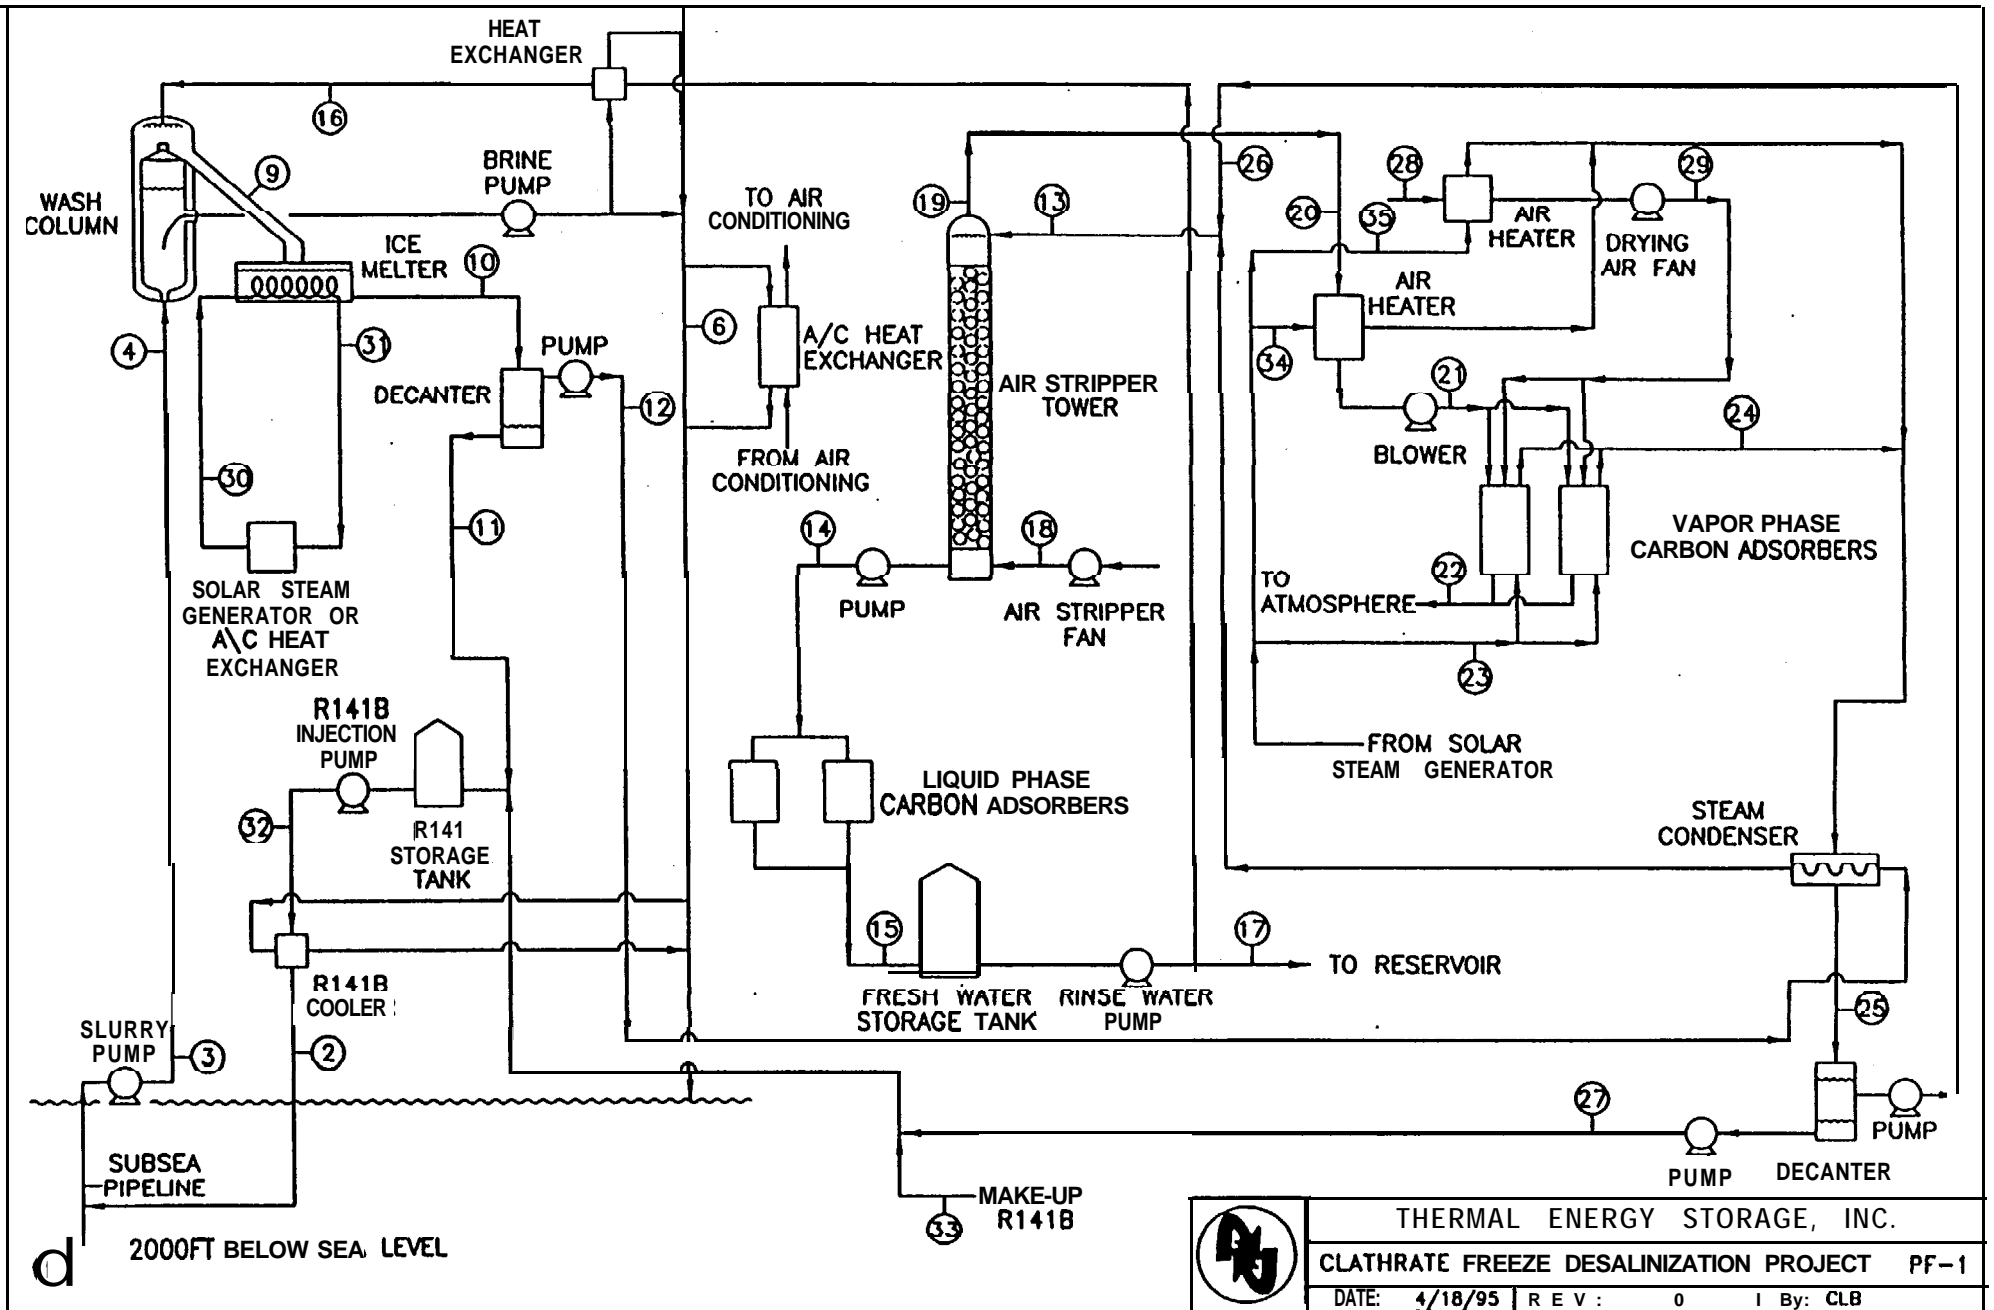 HEAT
EXCHANGER
16
WASH
COLUMN
9
BRINE
PUMP
ICE
MELTER
10
4
31
30
DECANTER
PUMP
12
11
SOLAR STEAM
GENERATOR OR
A\C HEAT
EXCHANGER
TO AIR
CONDITIONING
6
A/C HEAT
EXCHANGER
FROM AIR
CONDITIONING
19
13
AIR STRIPPER
TOWER
14
PUMP
18
AIR STRIPPER
FAN
26
20
28
35
AIR
HEATER
29
DRYING
AIR FAN
AIR
HEATER
34
21
BLOWER
24
VAPOR PHASE
CARBON ADSORBERS
22
TO
ATMOSPHERE
23
FROM SOLAR
STEAM GENERATOR
R141B
INJECTION
PUMP
32
R141
STORAGE
TANK
LIQUID PHASE
CARBON ADSORBERS
STEAM
CONDENSER
15
FRESH WATER
STORAGE TANK
RINSE WATER
PUMP
17
TO RESERVOIR
R141B
COOLER
SLURRY
PUMP
3
2
25
27
PUMP
DECANTER
PUMP
SUBSEA
PIPELINE
MAKE-UP
R141B
33
d
2000FT BELOW SEA LEVEL
THERMAL ENERGY STORAGE, INC.
CLATHRATE FREEZE DESALINIZATION PROJECT PF-1
DATE: 4/18/95 REV: 0 By: CLB